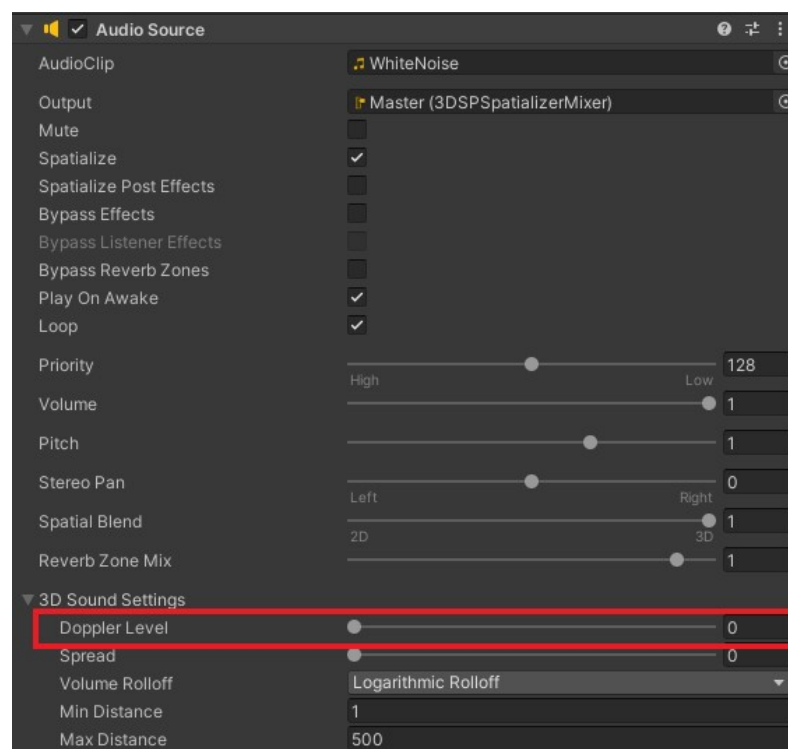 Audio Source
AudioClip WhiteNoise
Output Master (3DSPSpatializerMixer)
Mute
Spatialize
Spatialize Post Effects
Bypass Effects
Bypass Listener Effects
Bypass Reverb Zones
Play On Awake
Loop
Priority 128
High Low
Volume 1
Pitch 1
Stereo Pan 0
Left Right
Spatial Blend 1
2D 3D
Reverb Zone Mix 1
3D Sound Settings
Doppler Level 0
Spread 0
Volume Rolloff Logarithmic Rolloff
Min Distance 1
Max Distance 500